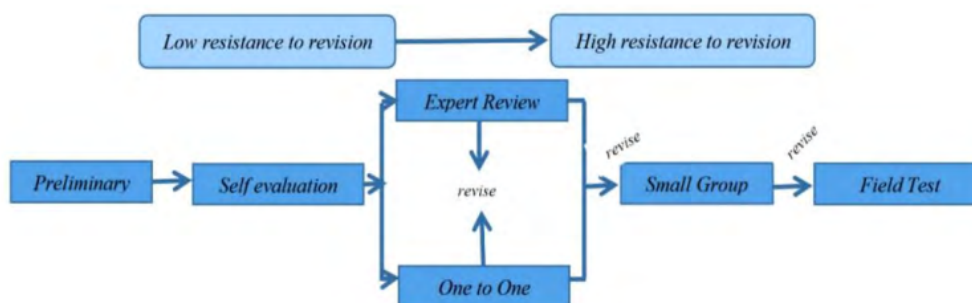 Low resistance to revision
High resistance to revision
Expert Review
revise
revise
Preliminary
Self evaluation
revise
Small Group
Field Test
One to One